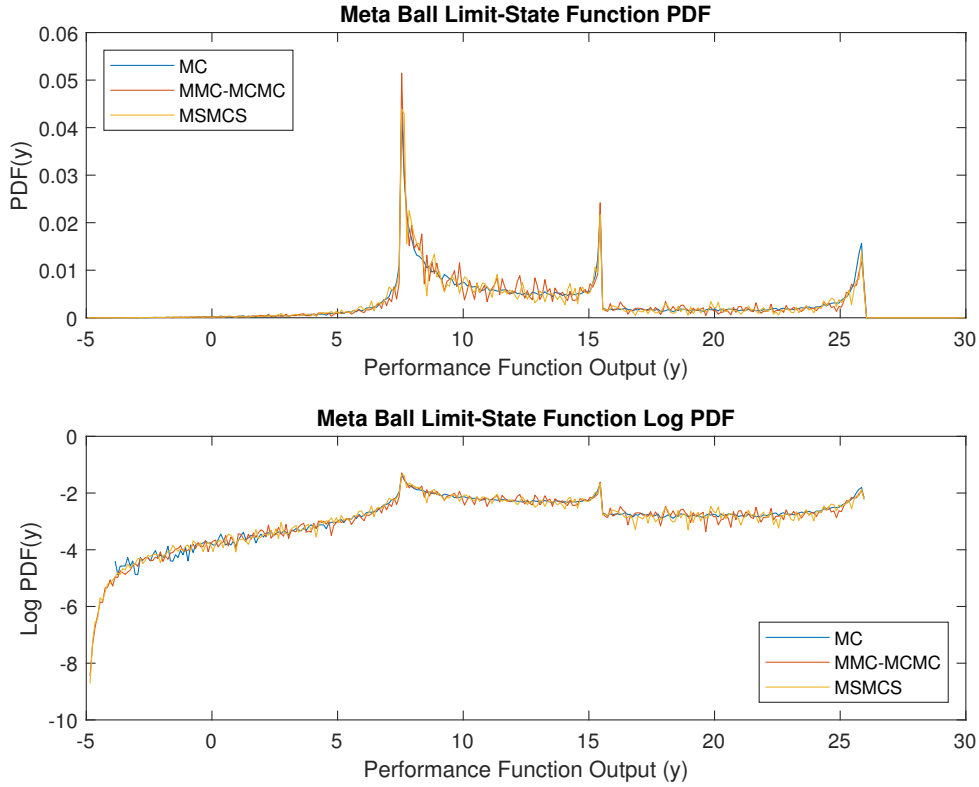 Meta Ball Limit-State Function PDF
0.06
0.05
0.04
0.03
0.02
0.01
0
PDF(y)
MC
MMC-MCMC
MSMCS
-5 0 5 10 15 20 25 30
Performance Function Output (y)
Meta Ball Limit-State Function Log PDF
0
-2
-4
-6
-8
-10
Log PDF(y)
MC
MMC-MCMC
MSMCS
-5 0 5 10 15 20 25 30
Performance Function Output (y)